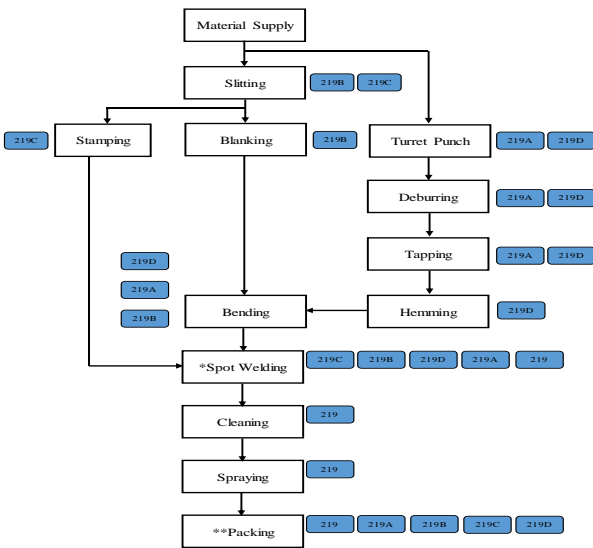 Material Supply
Slitting 219B 219C
219C Stamping Blanking 219B Turret Punch 219A 219D
Deburring 219A 219D
219D Tapping 219A 219D
219A
219B Bending Hemming 219D
*Spot Welding 219C 219B 219D 219A 219
Cleaning 219
Spraying 219
**Packing 219 219A 219B 219C 219D